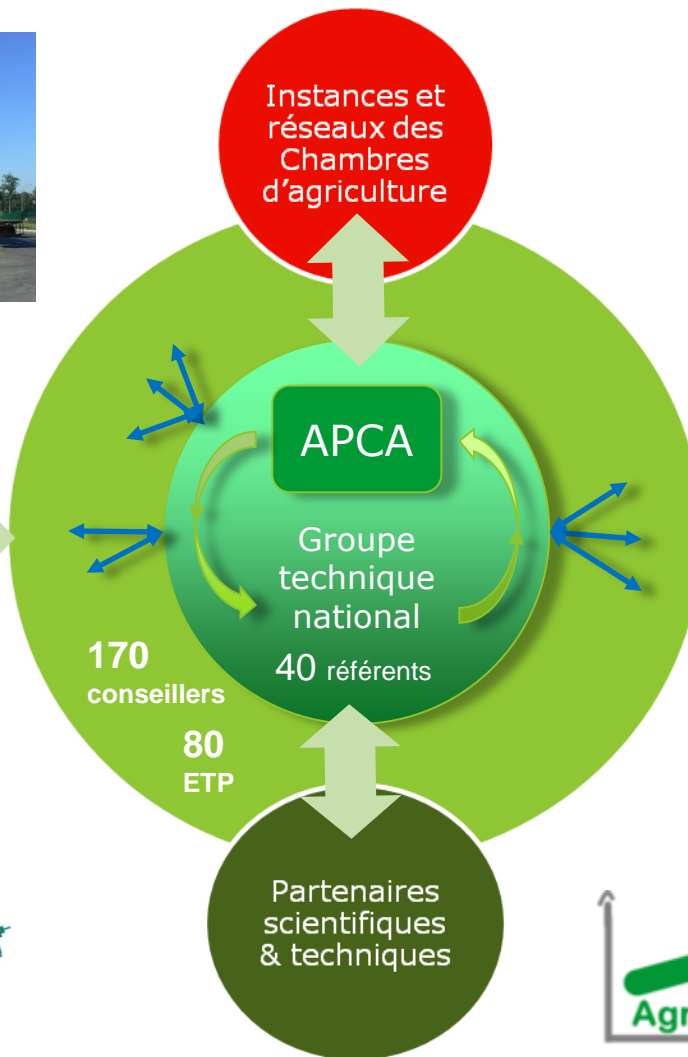 Instances et
réseaux des
Chambres
d'agriculture
APCA
Groupe
technique
national
40 référents
170
conseillers
80
ETP
Partenaires
scientifiques
& techniques